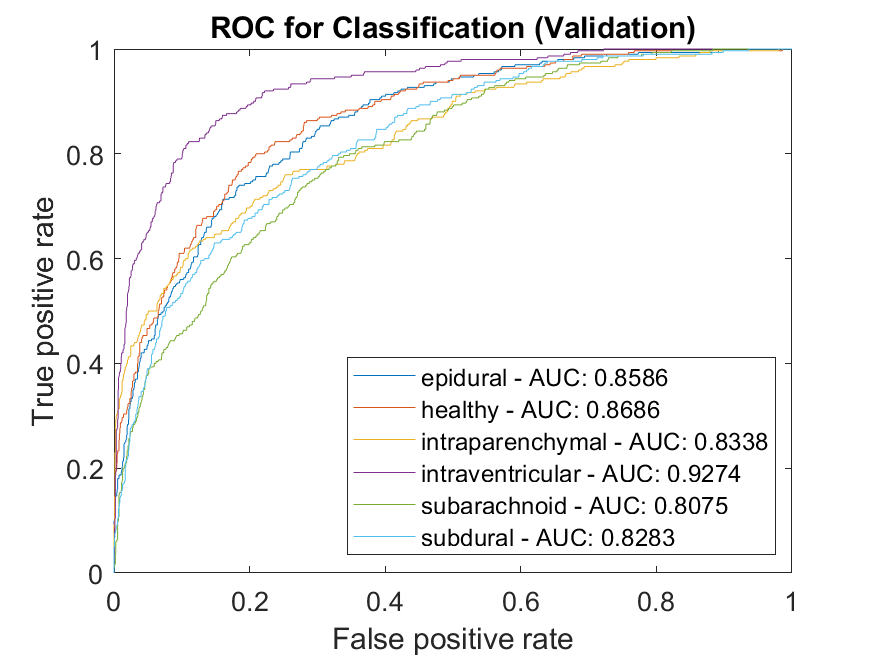 ROC for Classification (Validation)
1
0.8
0.6
0.4
0.2
0
True positive rate
epidural - AUC: 0.8586
healthy - AUC: 0.8686
intraparenchymal - AUC: 0.8338
intraventricular - AUC: 0.9274
subarachnoid - AUC: 0.8075
subdural - AUC: 0.8283
0 0.2 0.4 0.6 0.8 1
False positive rate